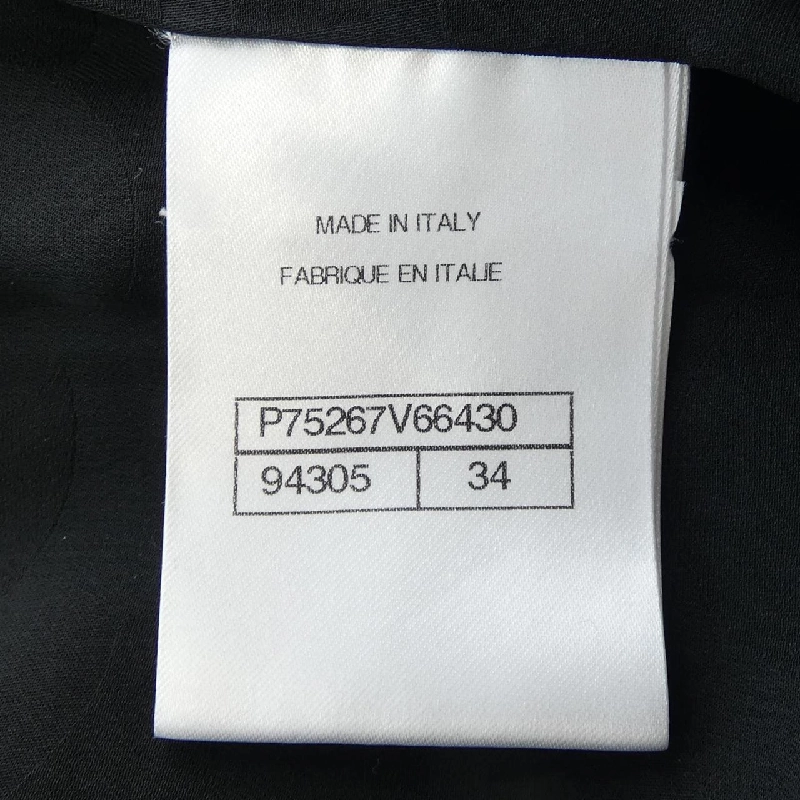 MADE IN ITALY
FABRIQUE EN ITALIE
P75267V66430
94305 34